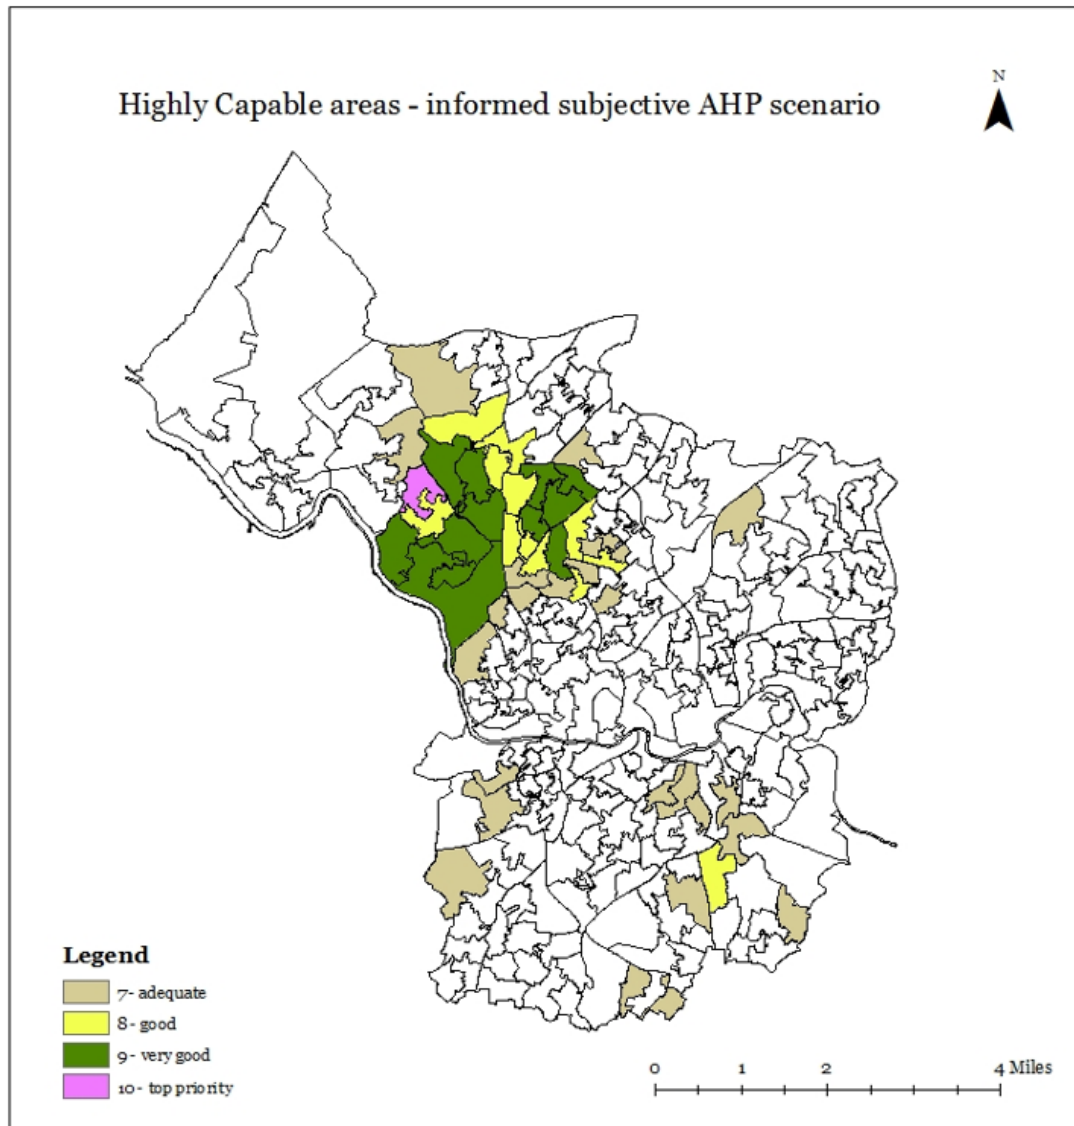 N
Highly Capable areas - informed subjective AHP scenario
Legend
7- adequate
8- good
9- very good
10- top priority
0 1 2 4 Miles